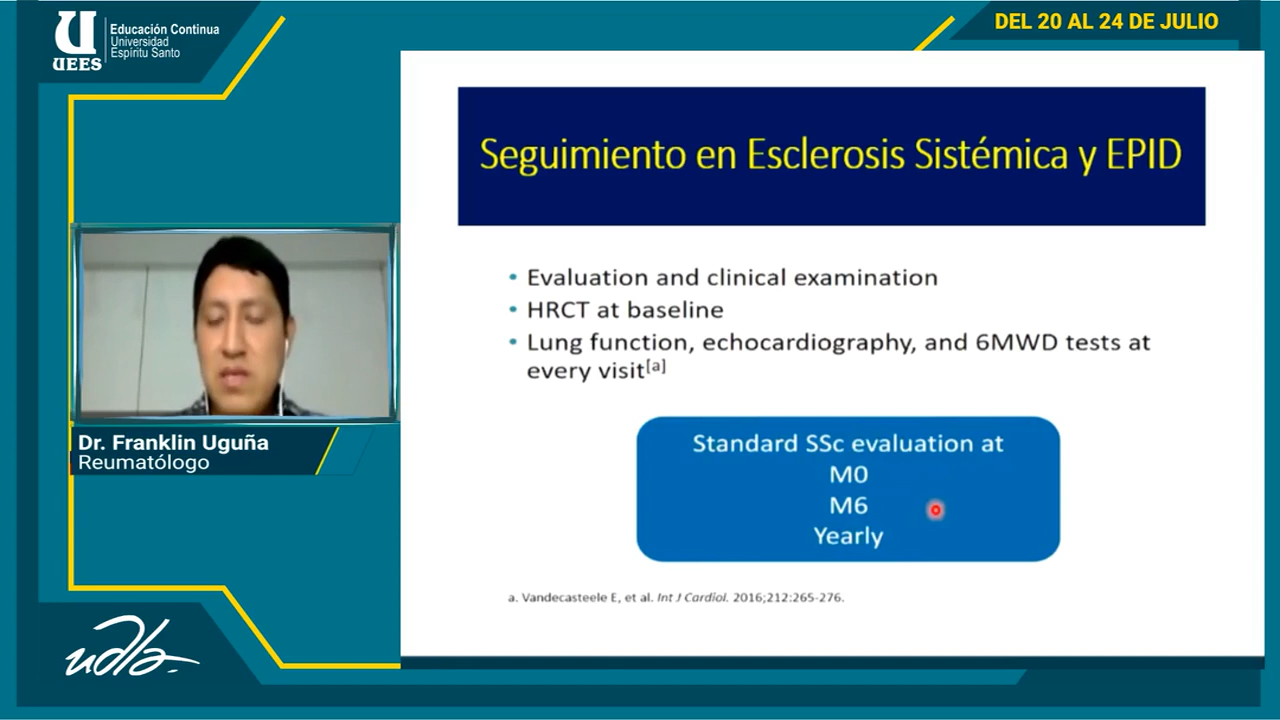 UEES
Educación Continua
Universidad
Espíritu Santo
DEL 20 AL 24 DE JULIO
Seguimiento en Esclerosis Sistémica y EPID
• Evaluation and clinical examination
• HRCT at baseline
• Lung function, echocardiography, and 6MWD tests at
every visit[a]
Standard SSc evaluation at
M0
M6
Yearly
a. Vandecasteele E, et al. Int J Cardiol. 2016;212:265-276.
Dr. Franklin Uguña
Reumatólogo
udla-